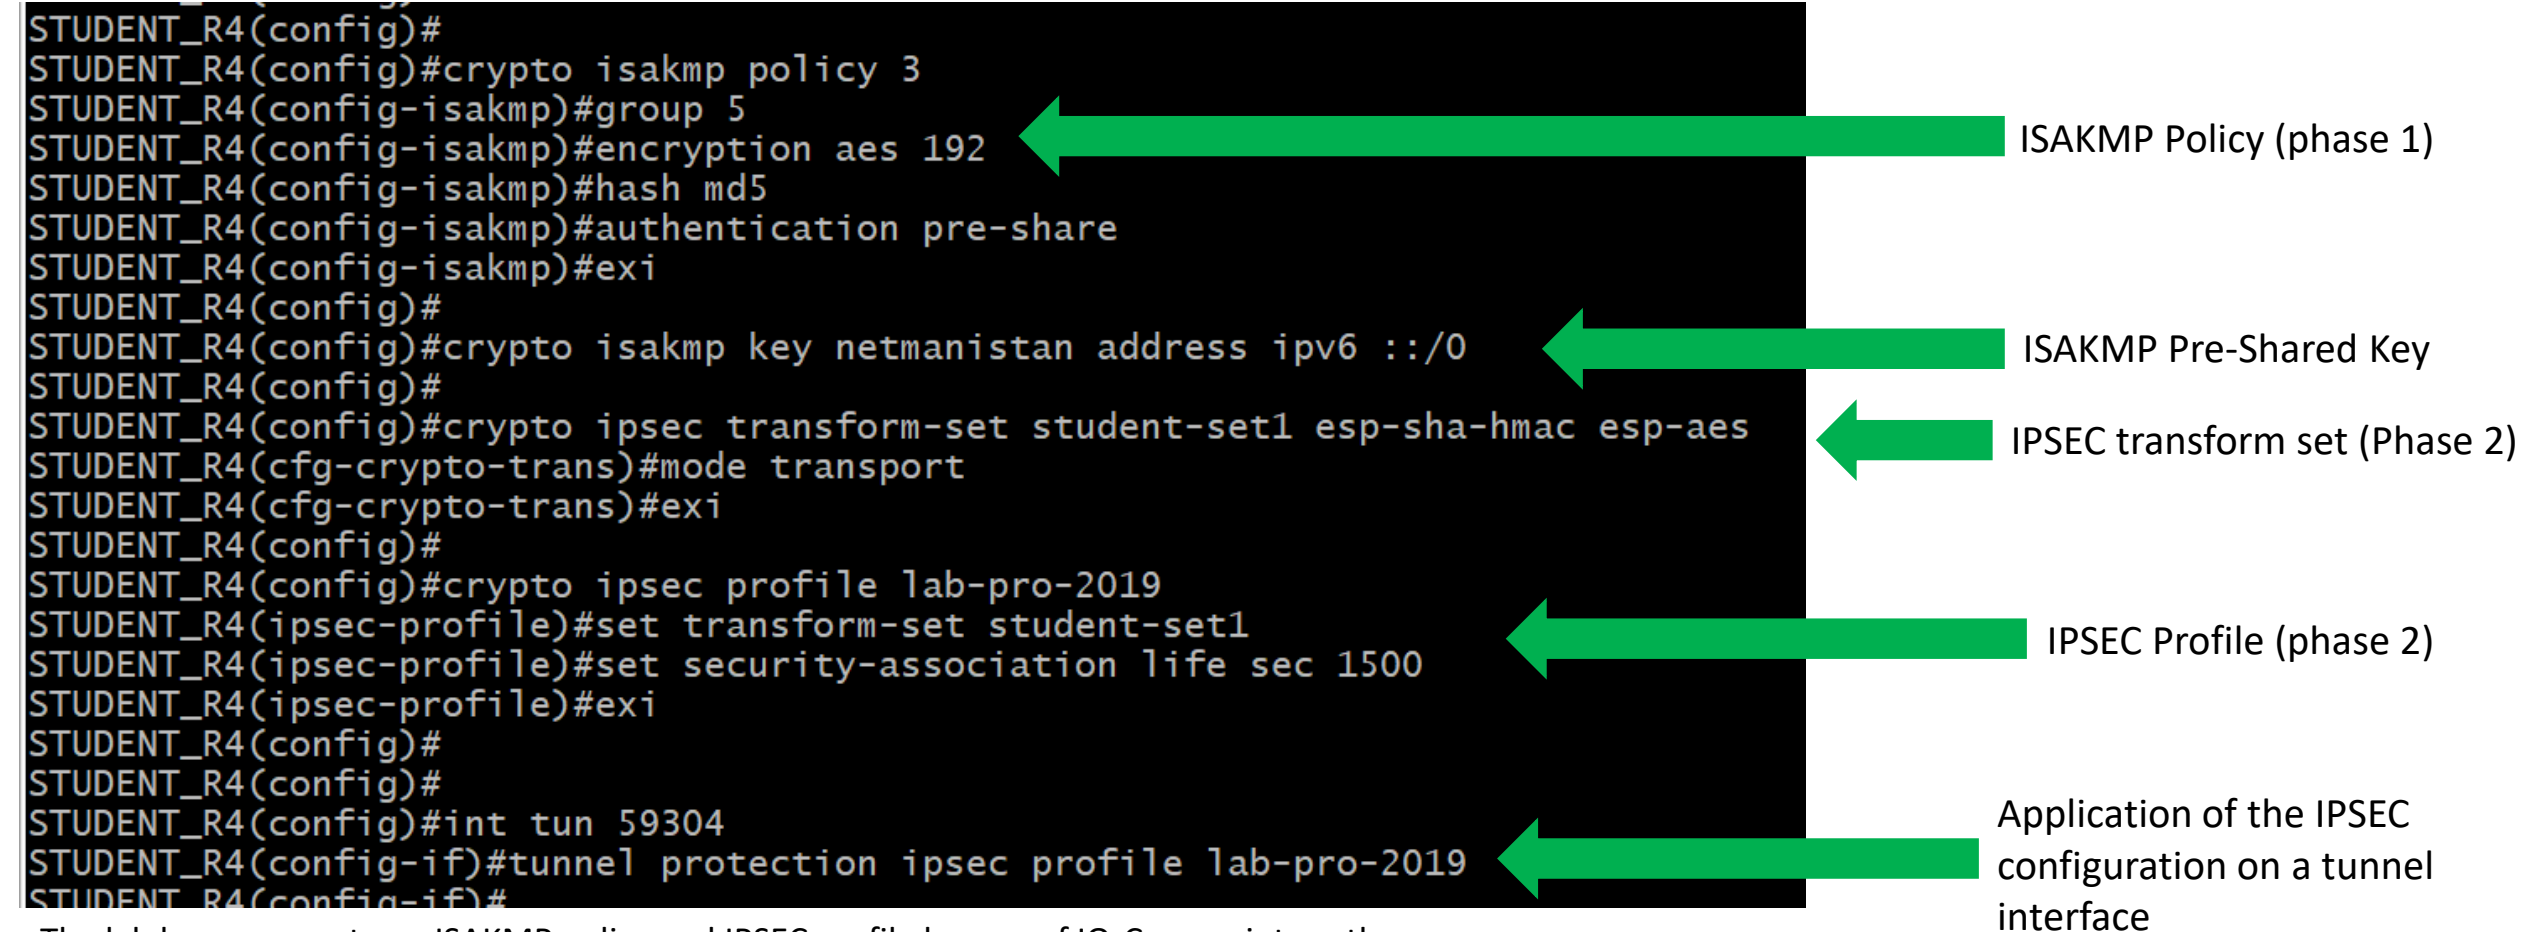 STUDENT_R4(config)#
STUDENT_R4(config)#crypto isakmp policy 3
STUDENT_R4(config-isakmp)#group 5
STUDENT_R4(config-isakmp)#encryption aes 192
STUDENT_R4(config-isakmp)#hash md5
STUDENT_R4(config-isakmp)#authentication pre-share
STUDENT_R4(config-isakmp)#exi
STUDENT_R4(config)#
STUDENT_R4(config)#crypto isakmp key netmanistan address ipv6 ::/0
STUDENT_R4(config)#
STUDENT_R4(config)#crypto ipsec transform-set student-set1 esp-sha-hmac esp-aes
STUDENT_R4(cfg-crypto-trans)#mode transport
STUDENT_R4(cfg-crypto-trans)#exi
STUDENT_R4(config)#
STUDENT_R4(config)#crypto ipsec profile lab-pro-2019
STUDENT_R4(ipsec-profile)#set transform-set student-set1
STUDENT_R4(ipsec-profile)#set security-association life sec 1500
STUDENT_R4(ipsec-profile)#exi
STUDENT_R4(config)#
STUDENT_R4(config)#
STUDENT_R4(config)#int tun 59304
STUDENT_R4(config-if)#tunnel protection ipsec profile lab-pro-2019
STUDENT_R4(config-if)#
ISAKMP Policy (phase 1)
ISAKMP Pre-Shared Key
IPSEC transform set (Phase 2)
IPSEC Profile (phase 2)
Application of the IPSEC
configuration on a tunnel
interface